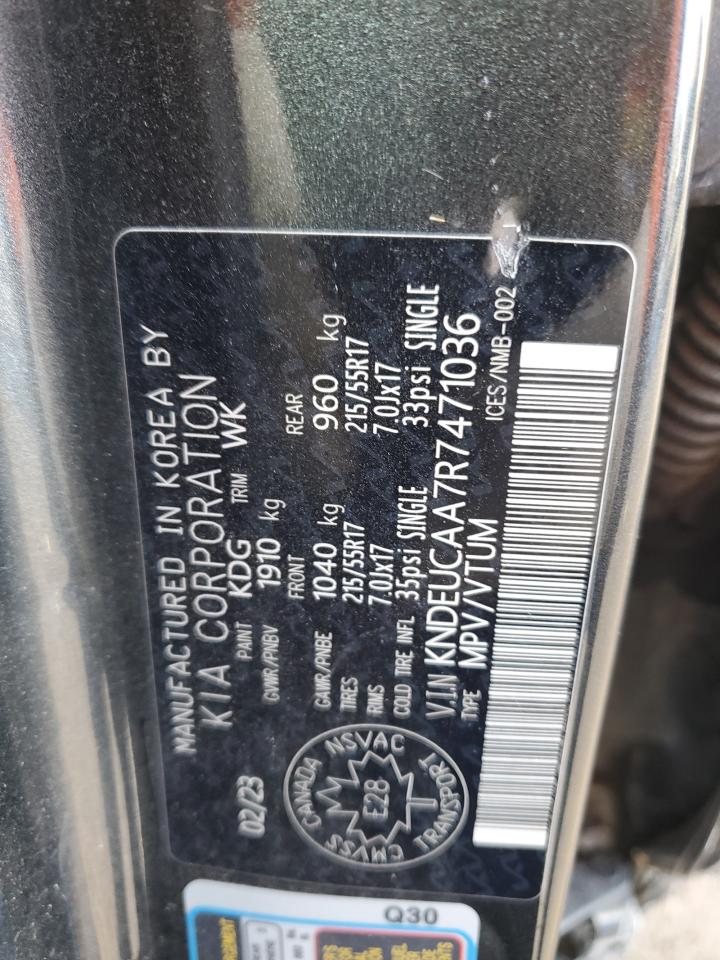 MANUFACTURED IN KOREA BY
02/23 KIA CORPORATION
PAINT KDG TRIM WK
GVWR/PNBV 1910 kg
FRONT REAR
GAWR/PNBE 1040 kg 960 kg
TIRES 215/55R17 215/55R17
RIMS 7.0Jx17 7.0Jx17
COLD TIRE INFL 35psi SINGLE 33psi SINGLE
V.I.N KNDEUCAA7R7471036
TYPE MPV/VTUM ICES/NMB-002
CANADA NSVAC
E28
T
CMVSS TRANSPORT
Q30